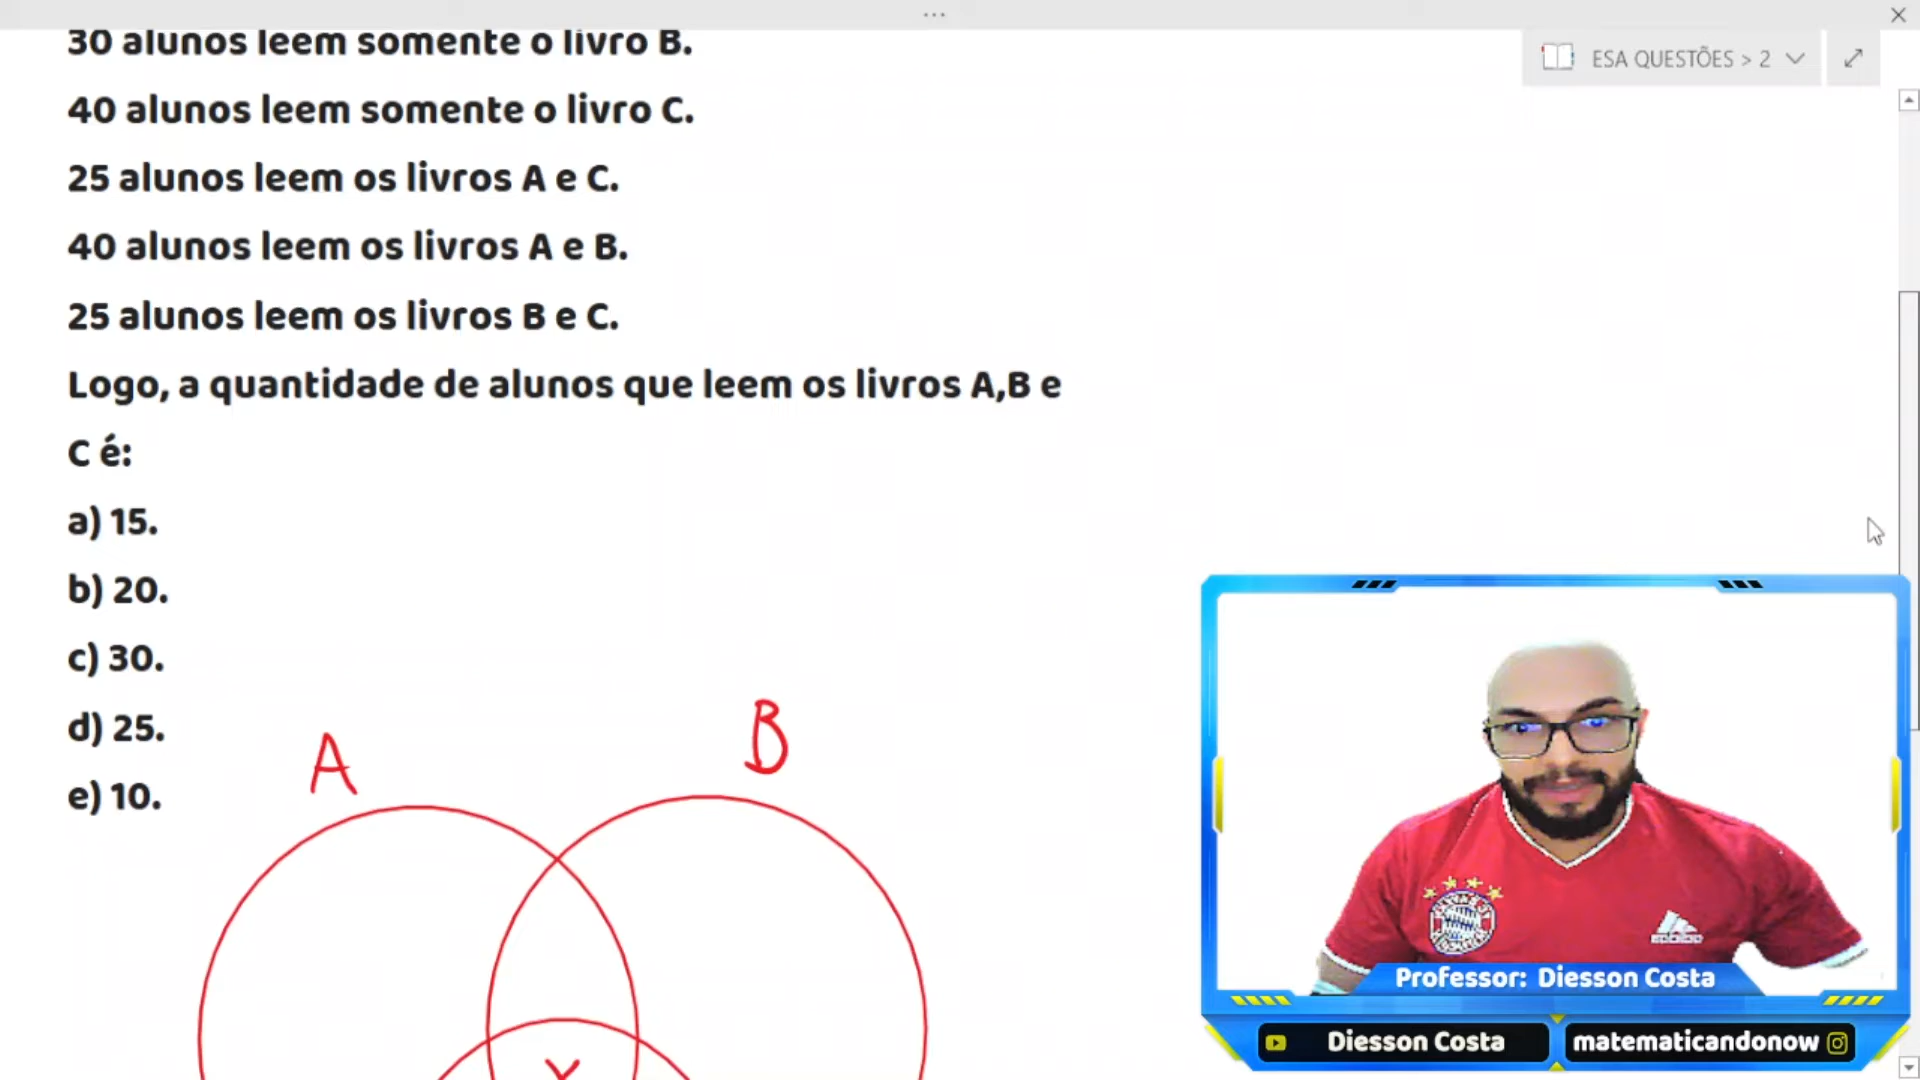 ...
30 alunos leem somente o livro B.
ESA QUESTÕES > 2
40 alunos leem somente o livro C.
25 alunos leem os livros A e C.
40 alunos leem os livros A e B.
25 alunos leem os livros B e C.
Logo, a quantidade de alunos que leem os livros A,B e
C é:
a) 15.
b) 20.
c) 30.
d) 25.
e) 10.
A
B
X
Professor: Diesson Costa
Diesson Costa
matematicandonow